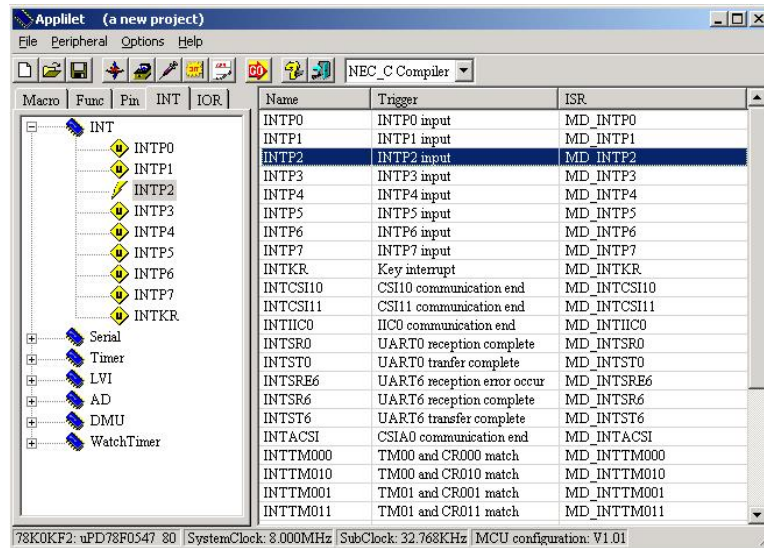 Applilet (a new project)
File Peripheral Options Help
NEC_C Compiler
Macro Func Pin INT IOR
INT
INTP0
INTP1
INTP2
INTP3
INTP4
INTP5
INTP6
INTP7
INTKR
Serial
Timer
LVI
AD
DMU
WatchTimer
Name Trigger ISR
INTP0 INTP0 input MD_INTP0
INTP1 INTP1 input MD_INTP1
INTP2 INTP2 input MD_INTP2
INTP3 INTP3 input MD_INTP3
INTP4 INTP4 input MD_INTP4
INTP5 INTP5 input MD_INTP5
INTP6 INTP6 input MD_INTP6
INTP7 INTP7 input MD_INTP7
INTKR Key interrupt MD_INTKR
INTCSI10 CSI10 communication end MD_INTCSI10
INTCSI11 CSI11 communication end MD_INTCSI11
INTIIC0 IIC0 communication end MD_INTIIC0
INTSR0 UART0 reception complete MD_INTSR0
INTST0 UART0 tranfer complete MD_INTST0
INTSRE6 UART6 reception error occur MD_INTSRE6
INTSR6 UART6 reception complete MD_INTSR6
INTST6 UART6 transfer complete MD_INTST6
INTACSI CSIA0 communication end MD_INTACSI
INTTM000 TM00 and CR000 match MD_INTTM000
INTTM010 TM00 and CR010 match MD_INTTM010
INTTM001 TM01 and CR001 match MD_INTTM001
INTTM011 TM01 and CR011 match MD_INTTM011
78K0KF2: uPD78F0547_80 SystemClock: 8.000MHz SubClock: 32.768KHz MCU configuration: V1.01